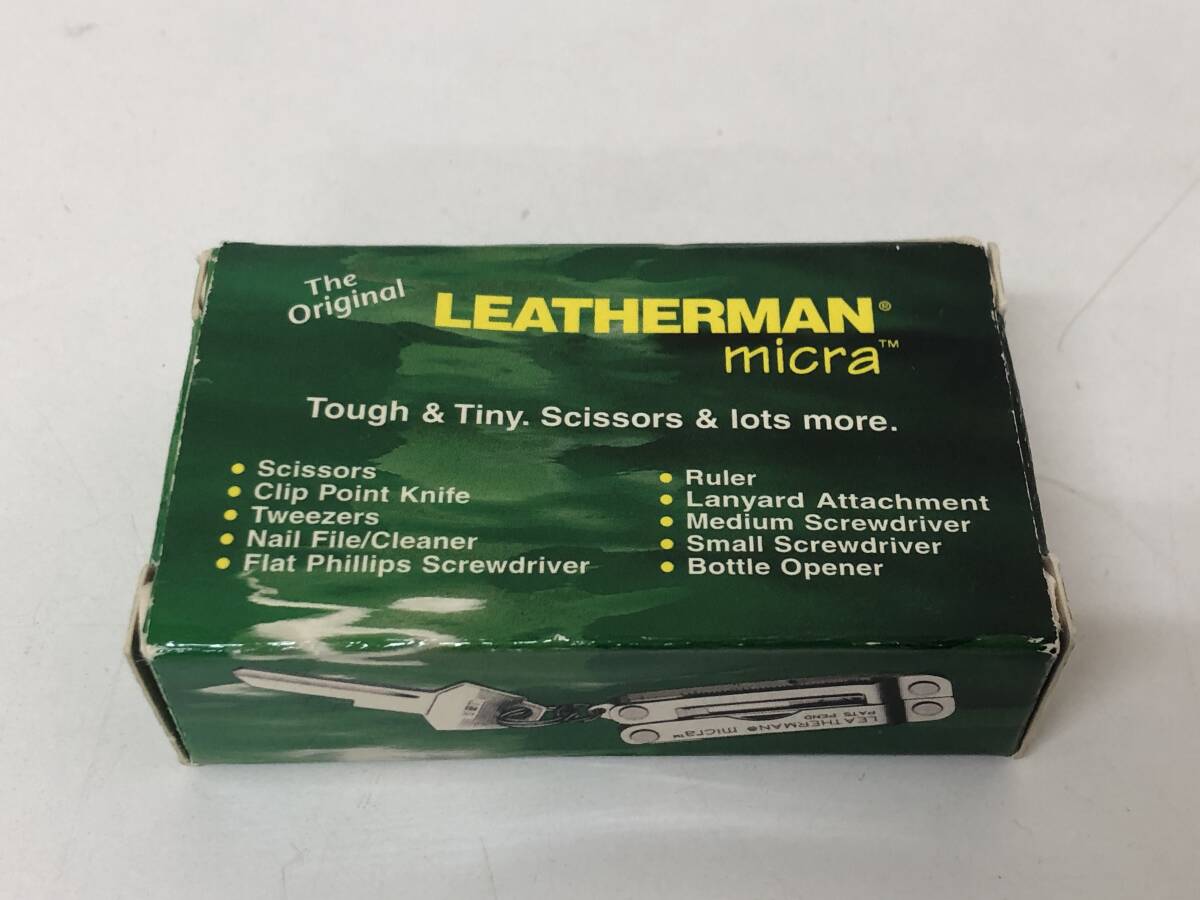 The
Original
LEATHERMAN®
micra™
Tough & Tiny. Scissors & lots more.
• Scissors
• Clip Point Knife
• Tweezers
• Nail File/Cleaner
• Flat Phillips Screwdriver
• Ruler
• Lanyard Attachment
• Medium Screwdriver
• Small Screwdriver
• Bottle Opener
LEATHERMAN® micra™
PATS PEND